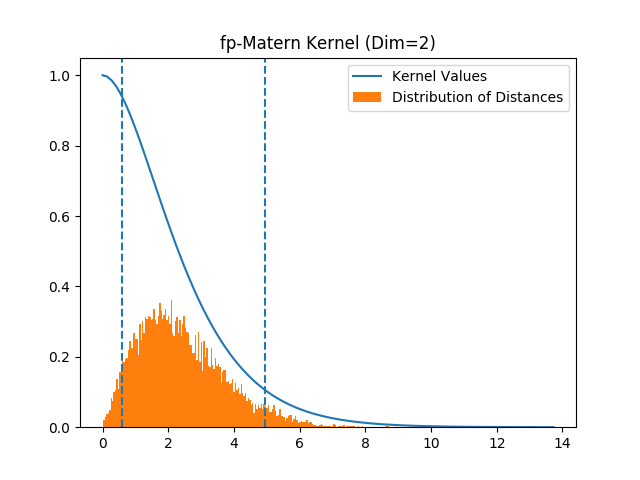 fp-Matern Kernel (Dim=2)
Kernel Values
Distribution of Distances
1.0
0.8
0.6
0.4
0.2
0.0
0 2 4 6 8 10 12 14